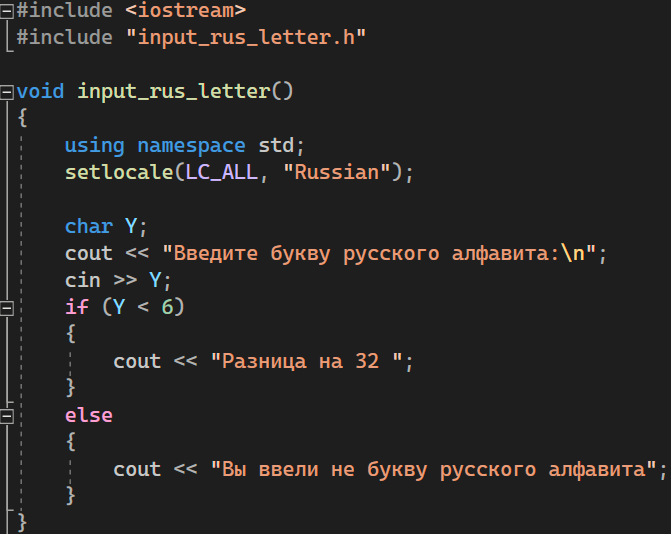 #include <iostream>
#include "input_rus_letter.h"
void input_rus_letter()
{
using namespace std;
setlocale(LC_ALL, "Russian");
char Y;
cout << "Введите букву русского алфавита:\n";
cin >> Y;
if (Y < 6)
{
cout << "Разница на 32 ";
}
else
{
cout << "Вы ввели не букву русского алфавита";
}
}